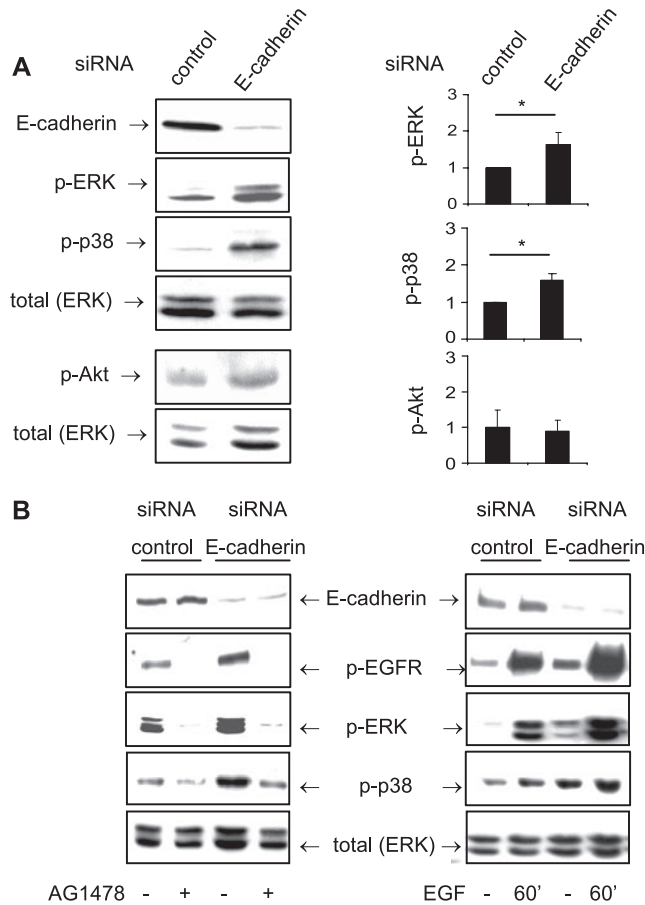 A
siRNA
control
E-cadherin
E-cadherin →
p-ERK →
p-p38 →
total (ERK) →
p-Akt →
total (ERK) →
siRNA
control
E-cadherin
p-ERK
3
2
1
0
*
p-p38
3
2
1
0
*
p-Akt
3
2
1
0
B
siRNA siRNA
control E-cadherin
siRNA siRNA
control E-cadherin
← E-cadherin →
← p-EGFR →
← p-ERK →
← p-p38 →
← total (ERK) →
AG1478 - + - +
EGF - 60’ - 60’